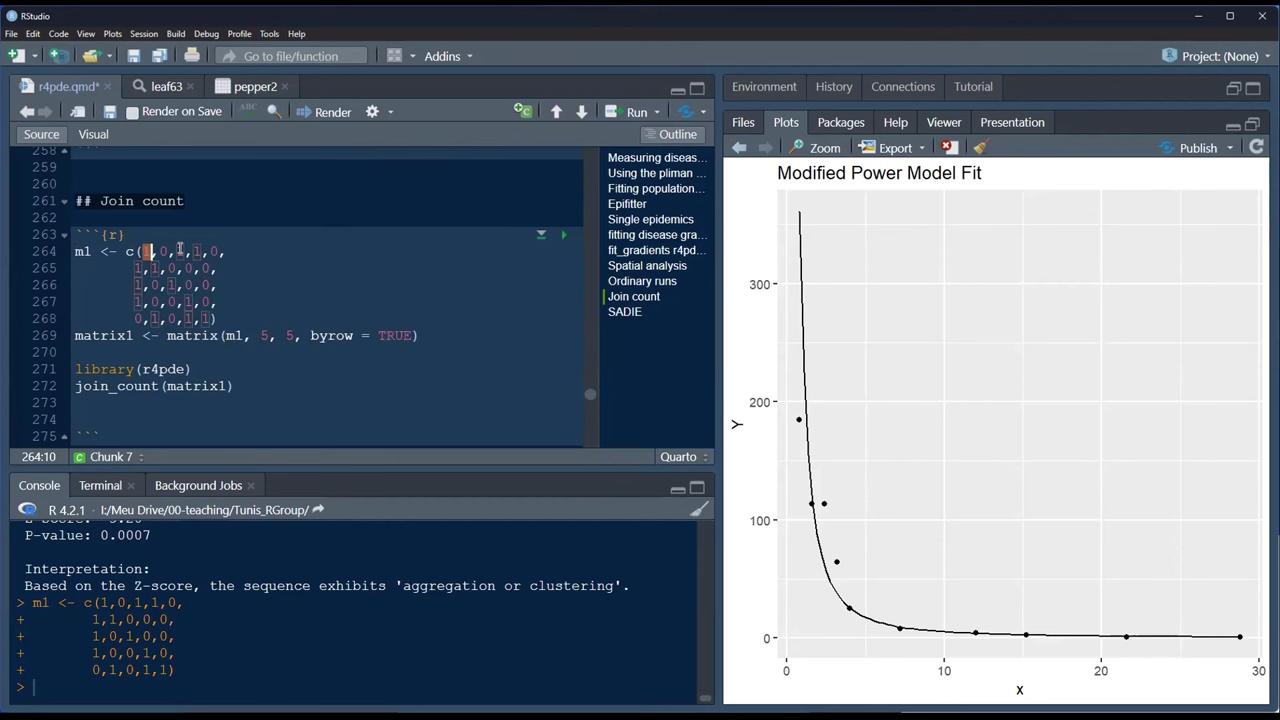 RStudio
File Edit Code View Plots Session Build Debug Profile Tools Help
Go to file/function Addins Project: (None)
r4pde.qmd* leaf63 pepper2
Render on Save ABC Render Run
Source Visual Outline
258 ```
259
260
261 ## Join count
262
263 ```{r}
264 m1 <- c(1,0,1,1,0,
265 1,1,0,0,0,
266 1,0,1,0,0,
267 1,0,0,1,0,
268 0,1,0,1,1)
269 matrix1 <- matrix(m1, 5, 5, byrow = TRUE)
270
271 library(r4pde)
272 join_count(matrix1)
273
274
275 ```
Measuring disease...
Using the pliman ...
Fitting population...
Epifitter
Single epidemics
fitting disease gra...
fit_gradients r4pd...
Spatial analysis
Ordinary runs
Join count
SADIE
264:10 Chunk 7 Quarto
Console Terminal Background Jobs
R 4.2.1 · I:/Meu Drive/00-teaching/Tunis_RGroup/
P-value: 0.0007
Interpretation:
Based on the Z-score, the sequence exhibits 'aggregation or clustering'.
> m1 <- c(1,0,1,1,0,
+ 1,1,0,0,0,
+ 1,0,1,0,0,
+ 1,0,0,1,0,
+ 0,1,0,1,1)
>
Environment History Connections Tutorial
Files Plots Packages Help Viewer Presentation
Zoom Export Publish
Modified Power Model Fit
300
200
100
0
Y
0 10 20 30
x